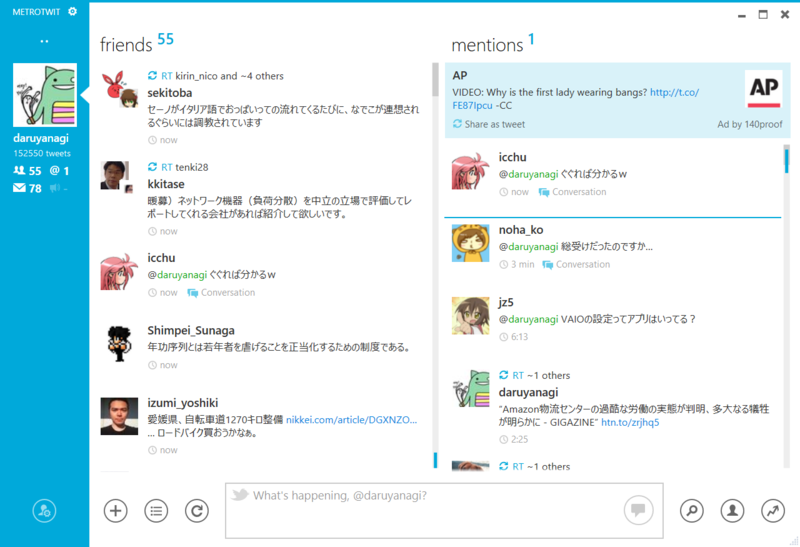 METROTWIT
daruyanagi
152550 tweets
55
@ 1
78
friends 55
RT kirin_nico and ~4 others
sekitoba
セーノがイタリア語でおっぱいっての流れてくるたびに、なでこが連想され
るぐらいには調教されています
now
RT tenki28
kkitase
暖募）ネットワーク機器（負荷分散）を中立の立場で評価してレ
ポートしてくれる会社があれば紹介して欲しいです。
now
icchu
@daruyanagi ぐぐれば分かるｗ
now Conversation
Shimpei_Sunaga
年功序列とは若年者を虐げることを正当化するための制度である。
now
izumi_yoshiki
愛媛県、自転車道1270キロ整備 nikkei.com/article/DGXNZO…
… ロードバイク買おうかなぁ。
now
mentions 1
AP
VIDEO: Why is the first lady wearing bangs? http://t.co/
FE87Ipcu -CC
AP
Share as tweet
Ad by 140proof
icchu
@daruyanagi ぐぐれば分かるｗ
now Conversation
noha_ko
@daruyanagi 総受けだったのですか...
3 min Conversation
jz5
@daruyanagi VAIOの設定ってアプリはいってる？
6:13
RT ~1 others
daruyanagi
"Amazon物流センターの過酷な労働の実態が判明、多大なる犠牲
が明らかに - GIGAZINE" htn.to/zrjhq5
2:25
RT ~1 others
What's happening, @daruyanagi?